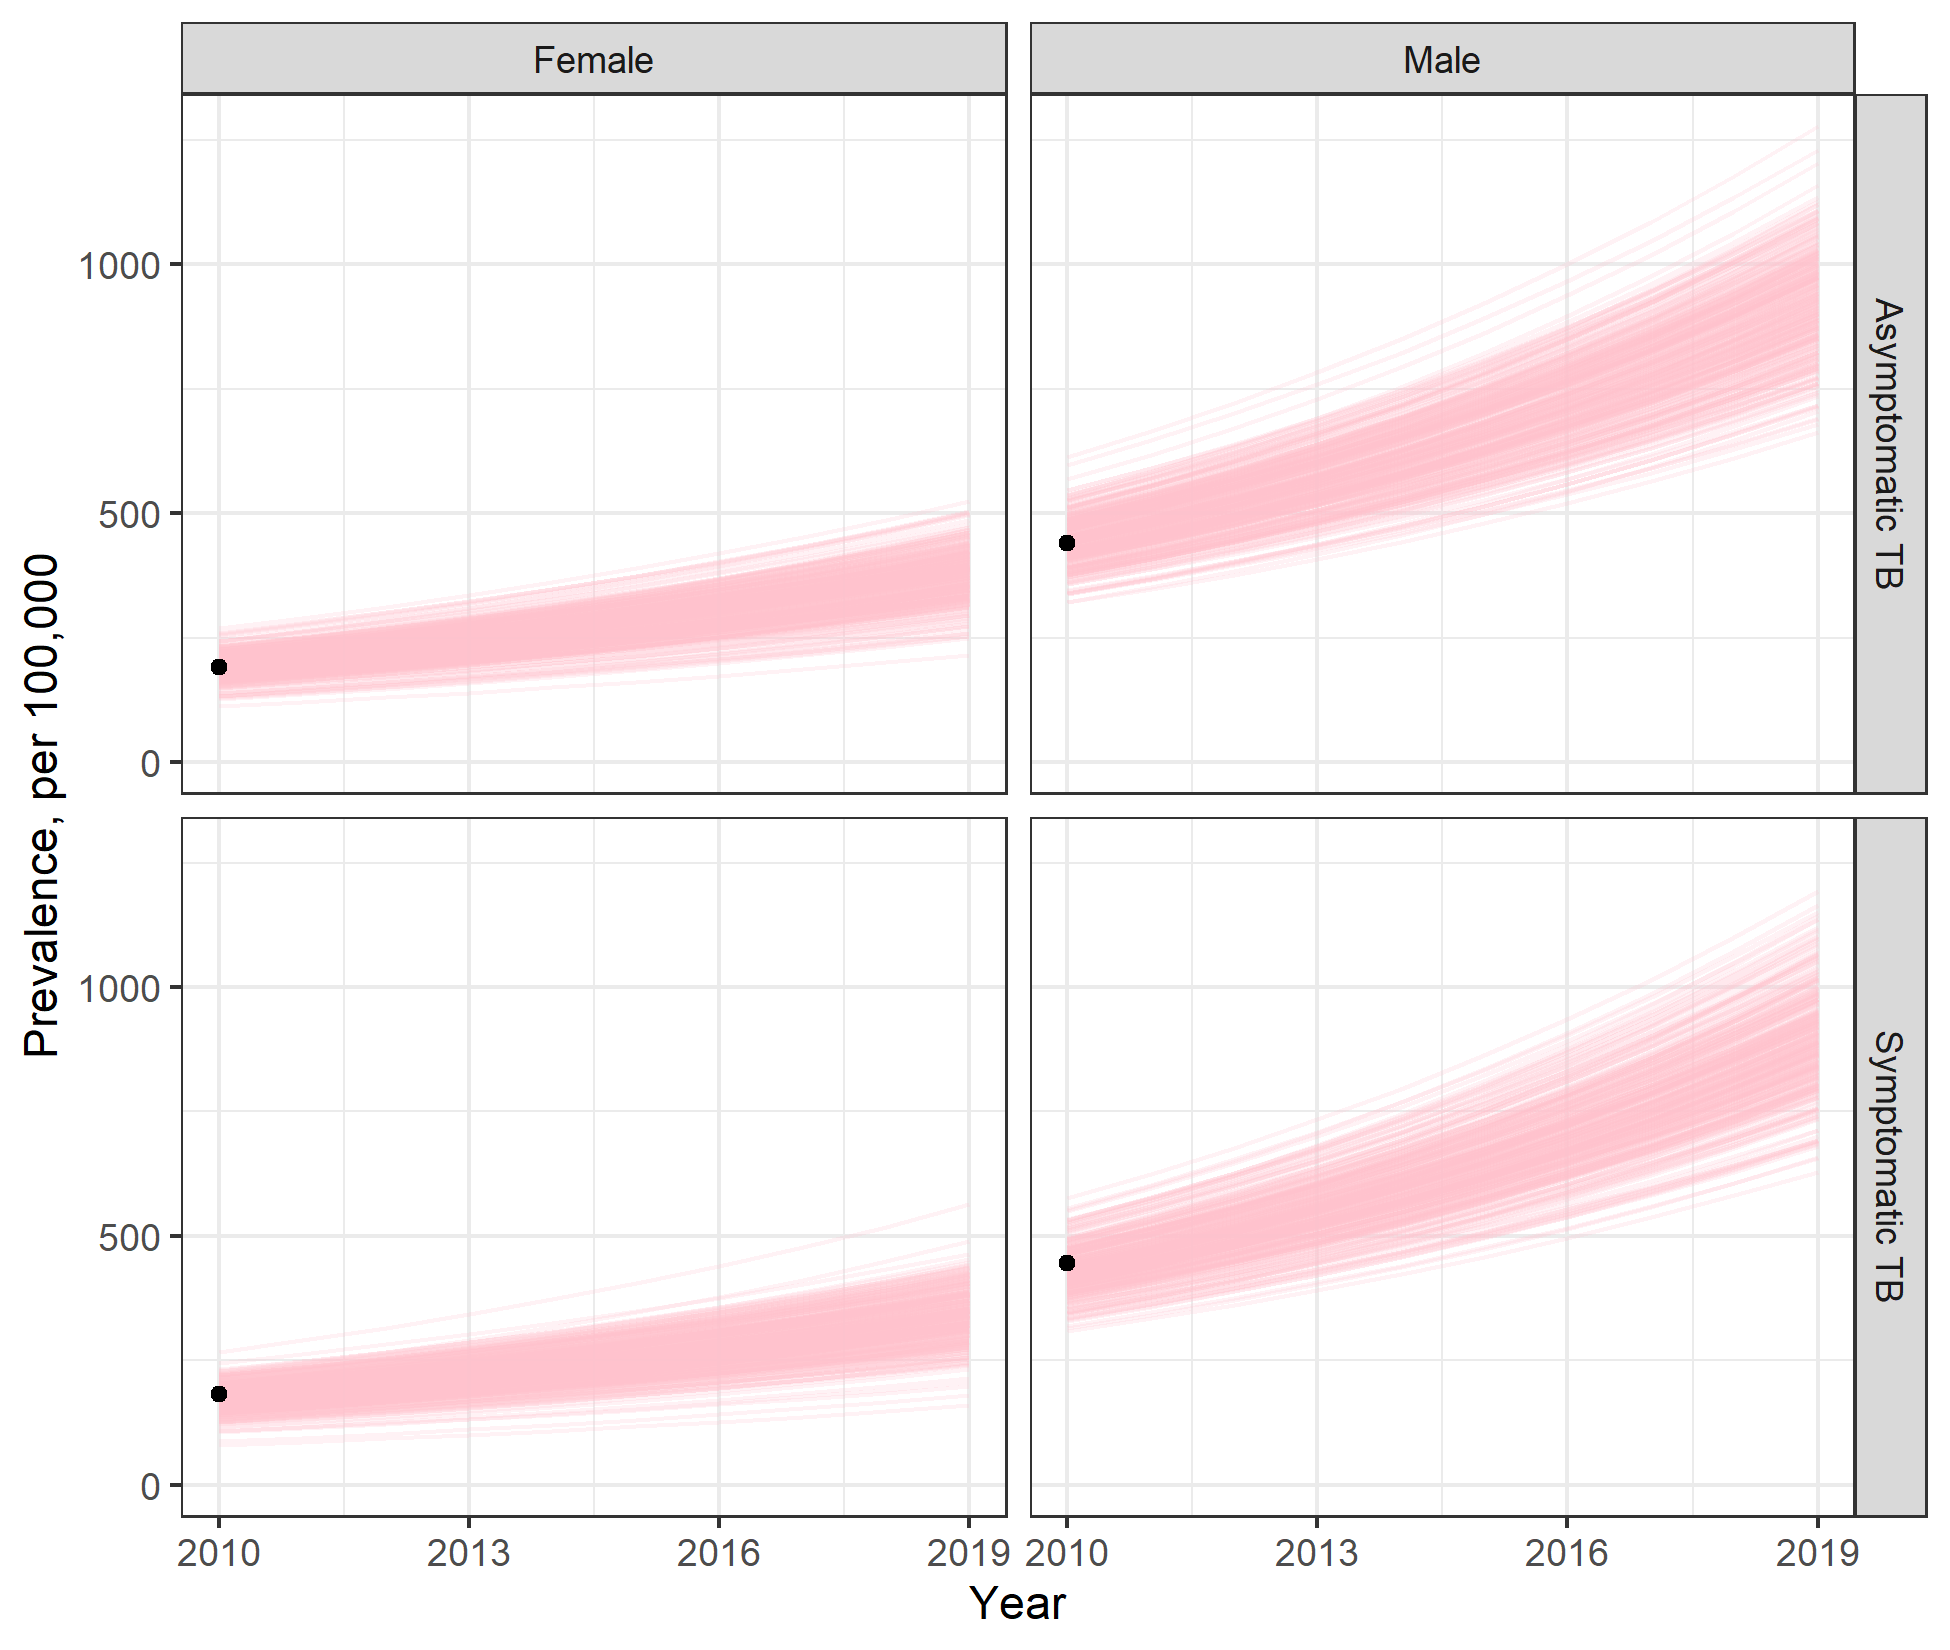 Female
Male
Prevalence, per 100,000
1000
500
0
Asymptomatic TB
1000
500
0
Symptomatic TB
2010 2013 2016 2019
2010 2013 2016 2019
Year